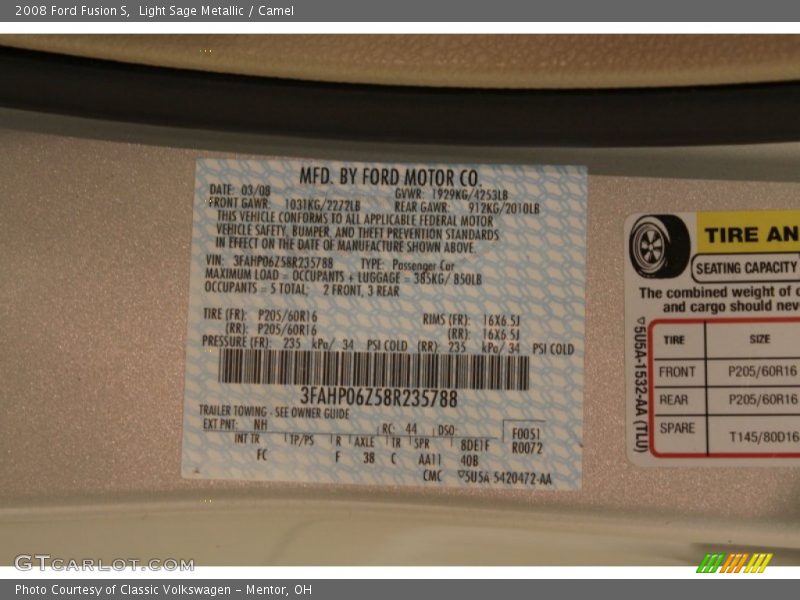 2008 Ford Fusion S,  Light Sage Metallic / Camel
MFD. BY FORD MOTOR CO.
DATE: 03/08 GVWR: 1929KG/4253LB
FRONT GAWR: 1031KG/2272LB REAR GAWR: 912KG/2010LB
THIS VEHICLE CONFORMS TO ALL APPLICABLE FEDERAL MOTOR
VEHICLE SAFETY, BUMPER, AND THEFT PREVENTION STANDARDS
IN EFFECT ON THE DATE OF MANUFACTURE SHOWN ABOVE.
VIN: 3FAHP06Z58R235788 TYPE: Passenger Car
MAXIMUM LOAD = OCCUPANTS + LUGGAGE = 385KG/ 850LB
OCCUPANTS = 5 TOTAL; 2 FRONT, 3 REAR
TIRE (FR): P205/60R16 RIMS (FR): 16X6.5J
(RR): P205/60R16 (RR): 16X6.5J
PRESSURE (FR): 235 kPa/ 34 PSI COLD (RR): 235 kPa/ 34 PSI COLD
3FAHP06Z58R235788
TRAILER TOWING - SEE OWNER GUIDE
EXT PNT: NH RC: 44 DSO: F0051
INT TR TP/PS R AXLE TR SPR 8DE1F R0072
FC F 38 C AA11 40B
CMC 5U5A 5420472-AA
TIRE AN
SEATING CAPACITY
The combined weight of
and cargo should nev
5U5A-1532-AA (TLU)
TIRE SIZE
FRONT P205/60R16
REAR P205/60R16
SPARE T145/80D16
GTCARLOT.COM
Photo Courtesy of Classic Volkswagen - Mentor, OH